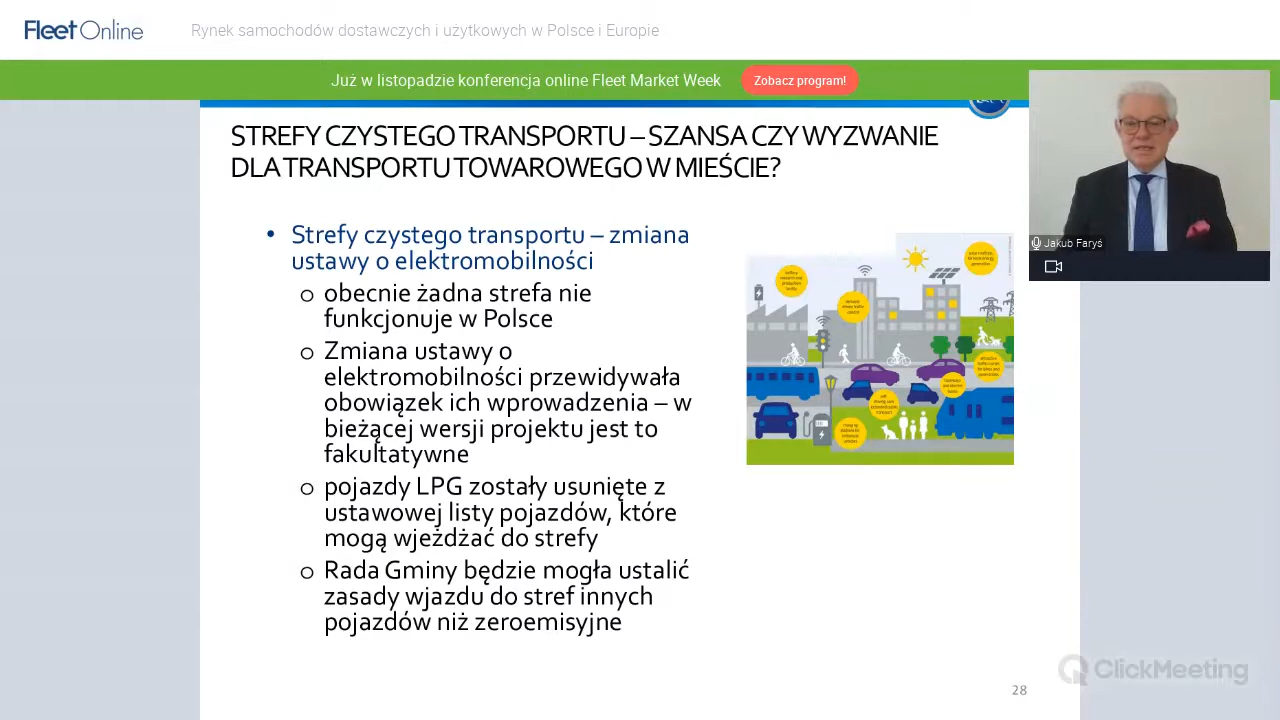 Fleet Online
Rynek samochodów dostawczych i użytkowych w Polsce i Europie
Już w listopadzie konferencja online Fleet Market Week
Zobacz program!
STREFY CZYSTEGO TRANSPORTU – SZANSA CZY WYZWANIE
DLA TRANSPORTU TOWAROWEGO W MIEŚCIE?
Jakub Faryś
• Strefy czystego transportu – zmiana
ustawy o elektromobilności
o obecnie żadna strefa nie
funkcjonuje w Polsce
o Zmiana ustawy o
elektromobilności przewidywała
obowiązek ich wprowadzenia – w
bieżącej wersji projektu jest to
fakultatywne
o pojazdy LPG zostały usunięte z
ustawowej listy pojazdów, które
mogą wjeżdżać do strefy
o Rada Gminy będzie mogła ustalić
zasady wjazdu do stref innych
pojazdów niż zeroemisyjne
ClickMeeting
28